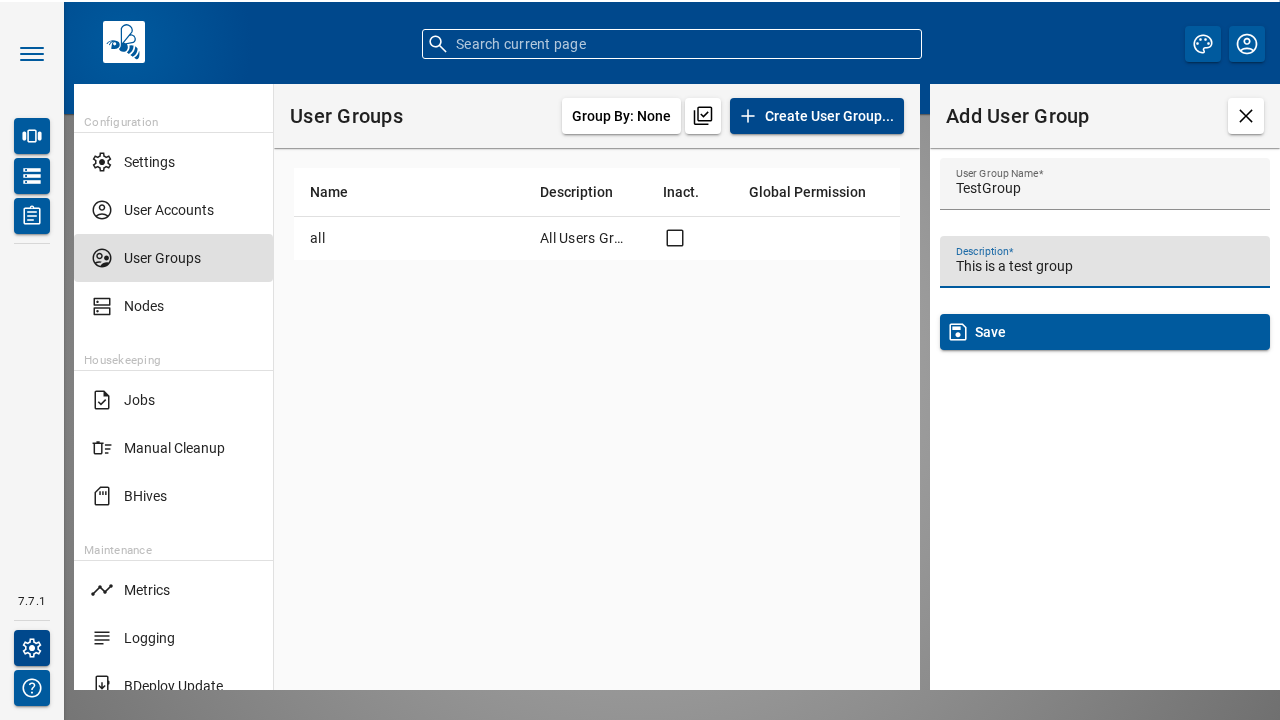 Search current page
Configuration
Settings
User Accounts
User Groups
Nodes
Housekeeping
Jobs
Manual Cleanup
BHives
Maintenance
Metrics
Logging
BDeploy Update
7.7.1
User Groups
Group By: None
Create User Group...
Name Description Inact. Global Permission
all All Users Gr...
Add User Group
User Group Name*
TestGroup
Description*
This is a test group
Save